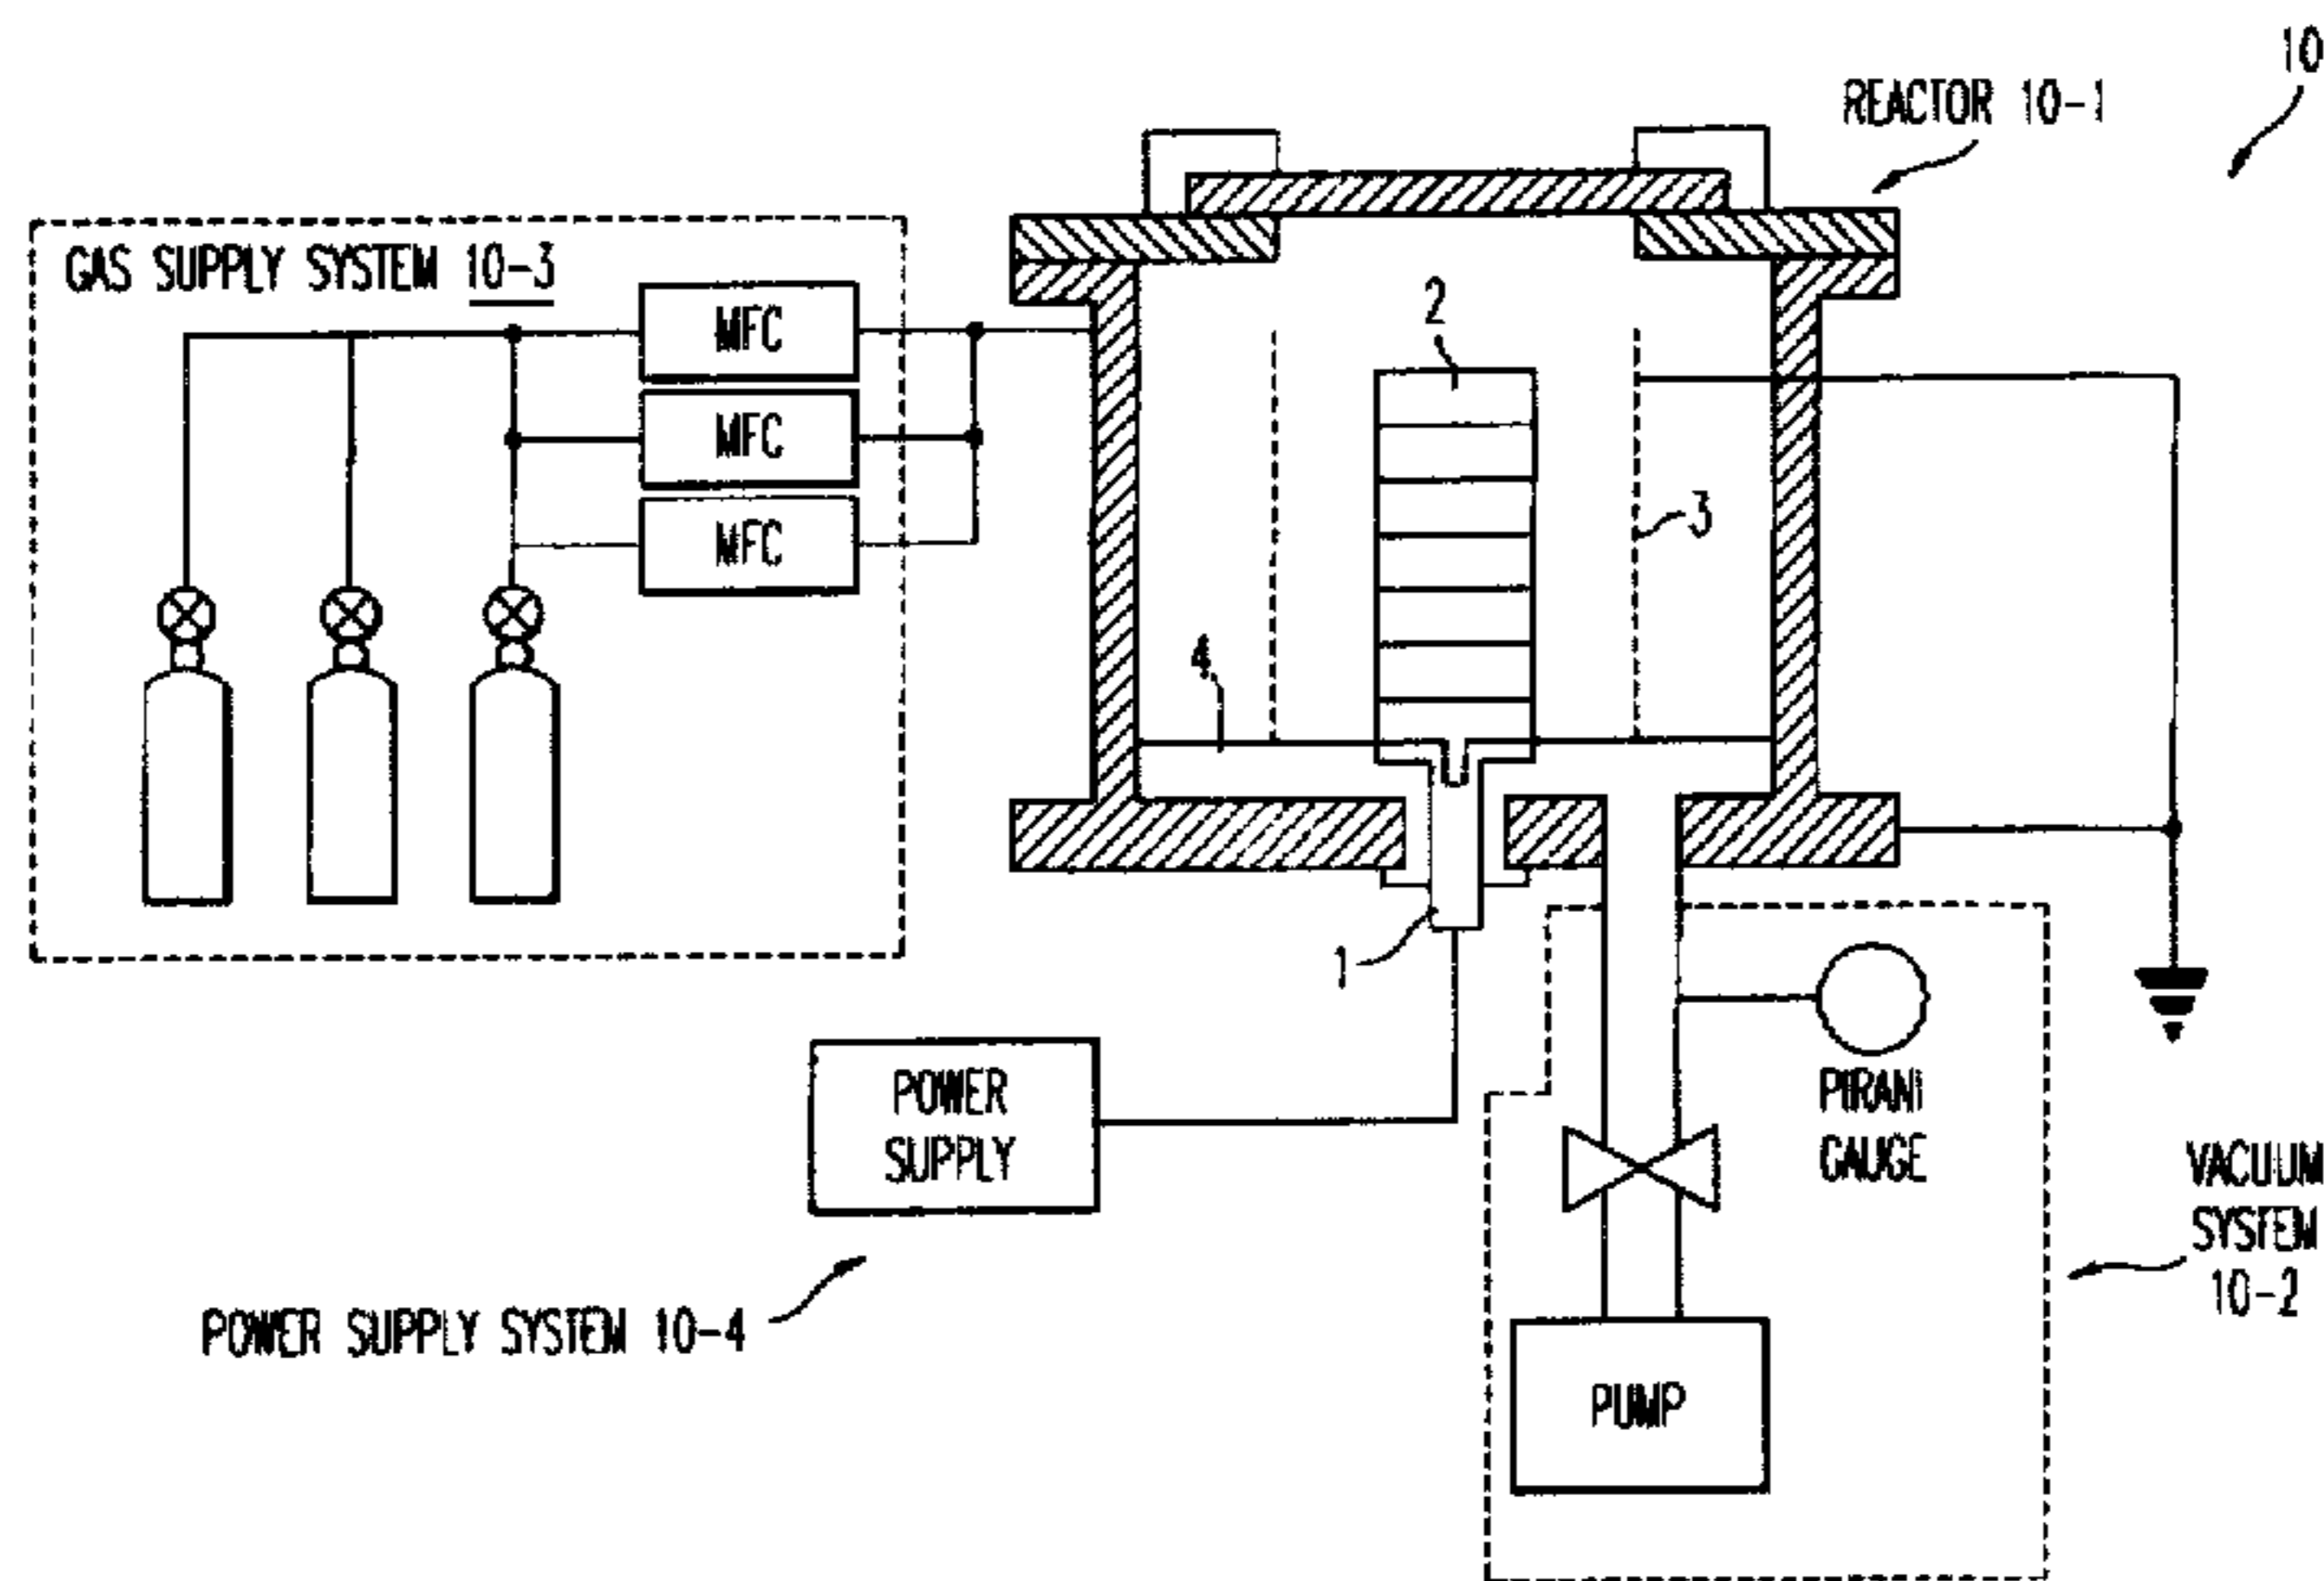 10
REACTOR 10-1
GAS SUPPLY SYSTEM 10-3
MFC
MFC
MFC
2
3
4
1
POWER
SUPPLY
PIRANI
GAUGE
VACUUM
SYSTEM
10-2
POWER SUPPLY SYSTEM 10-4
PUMP